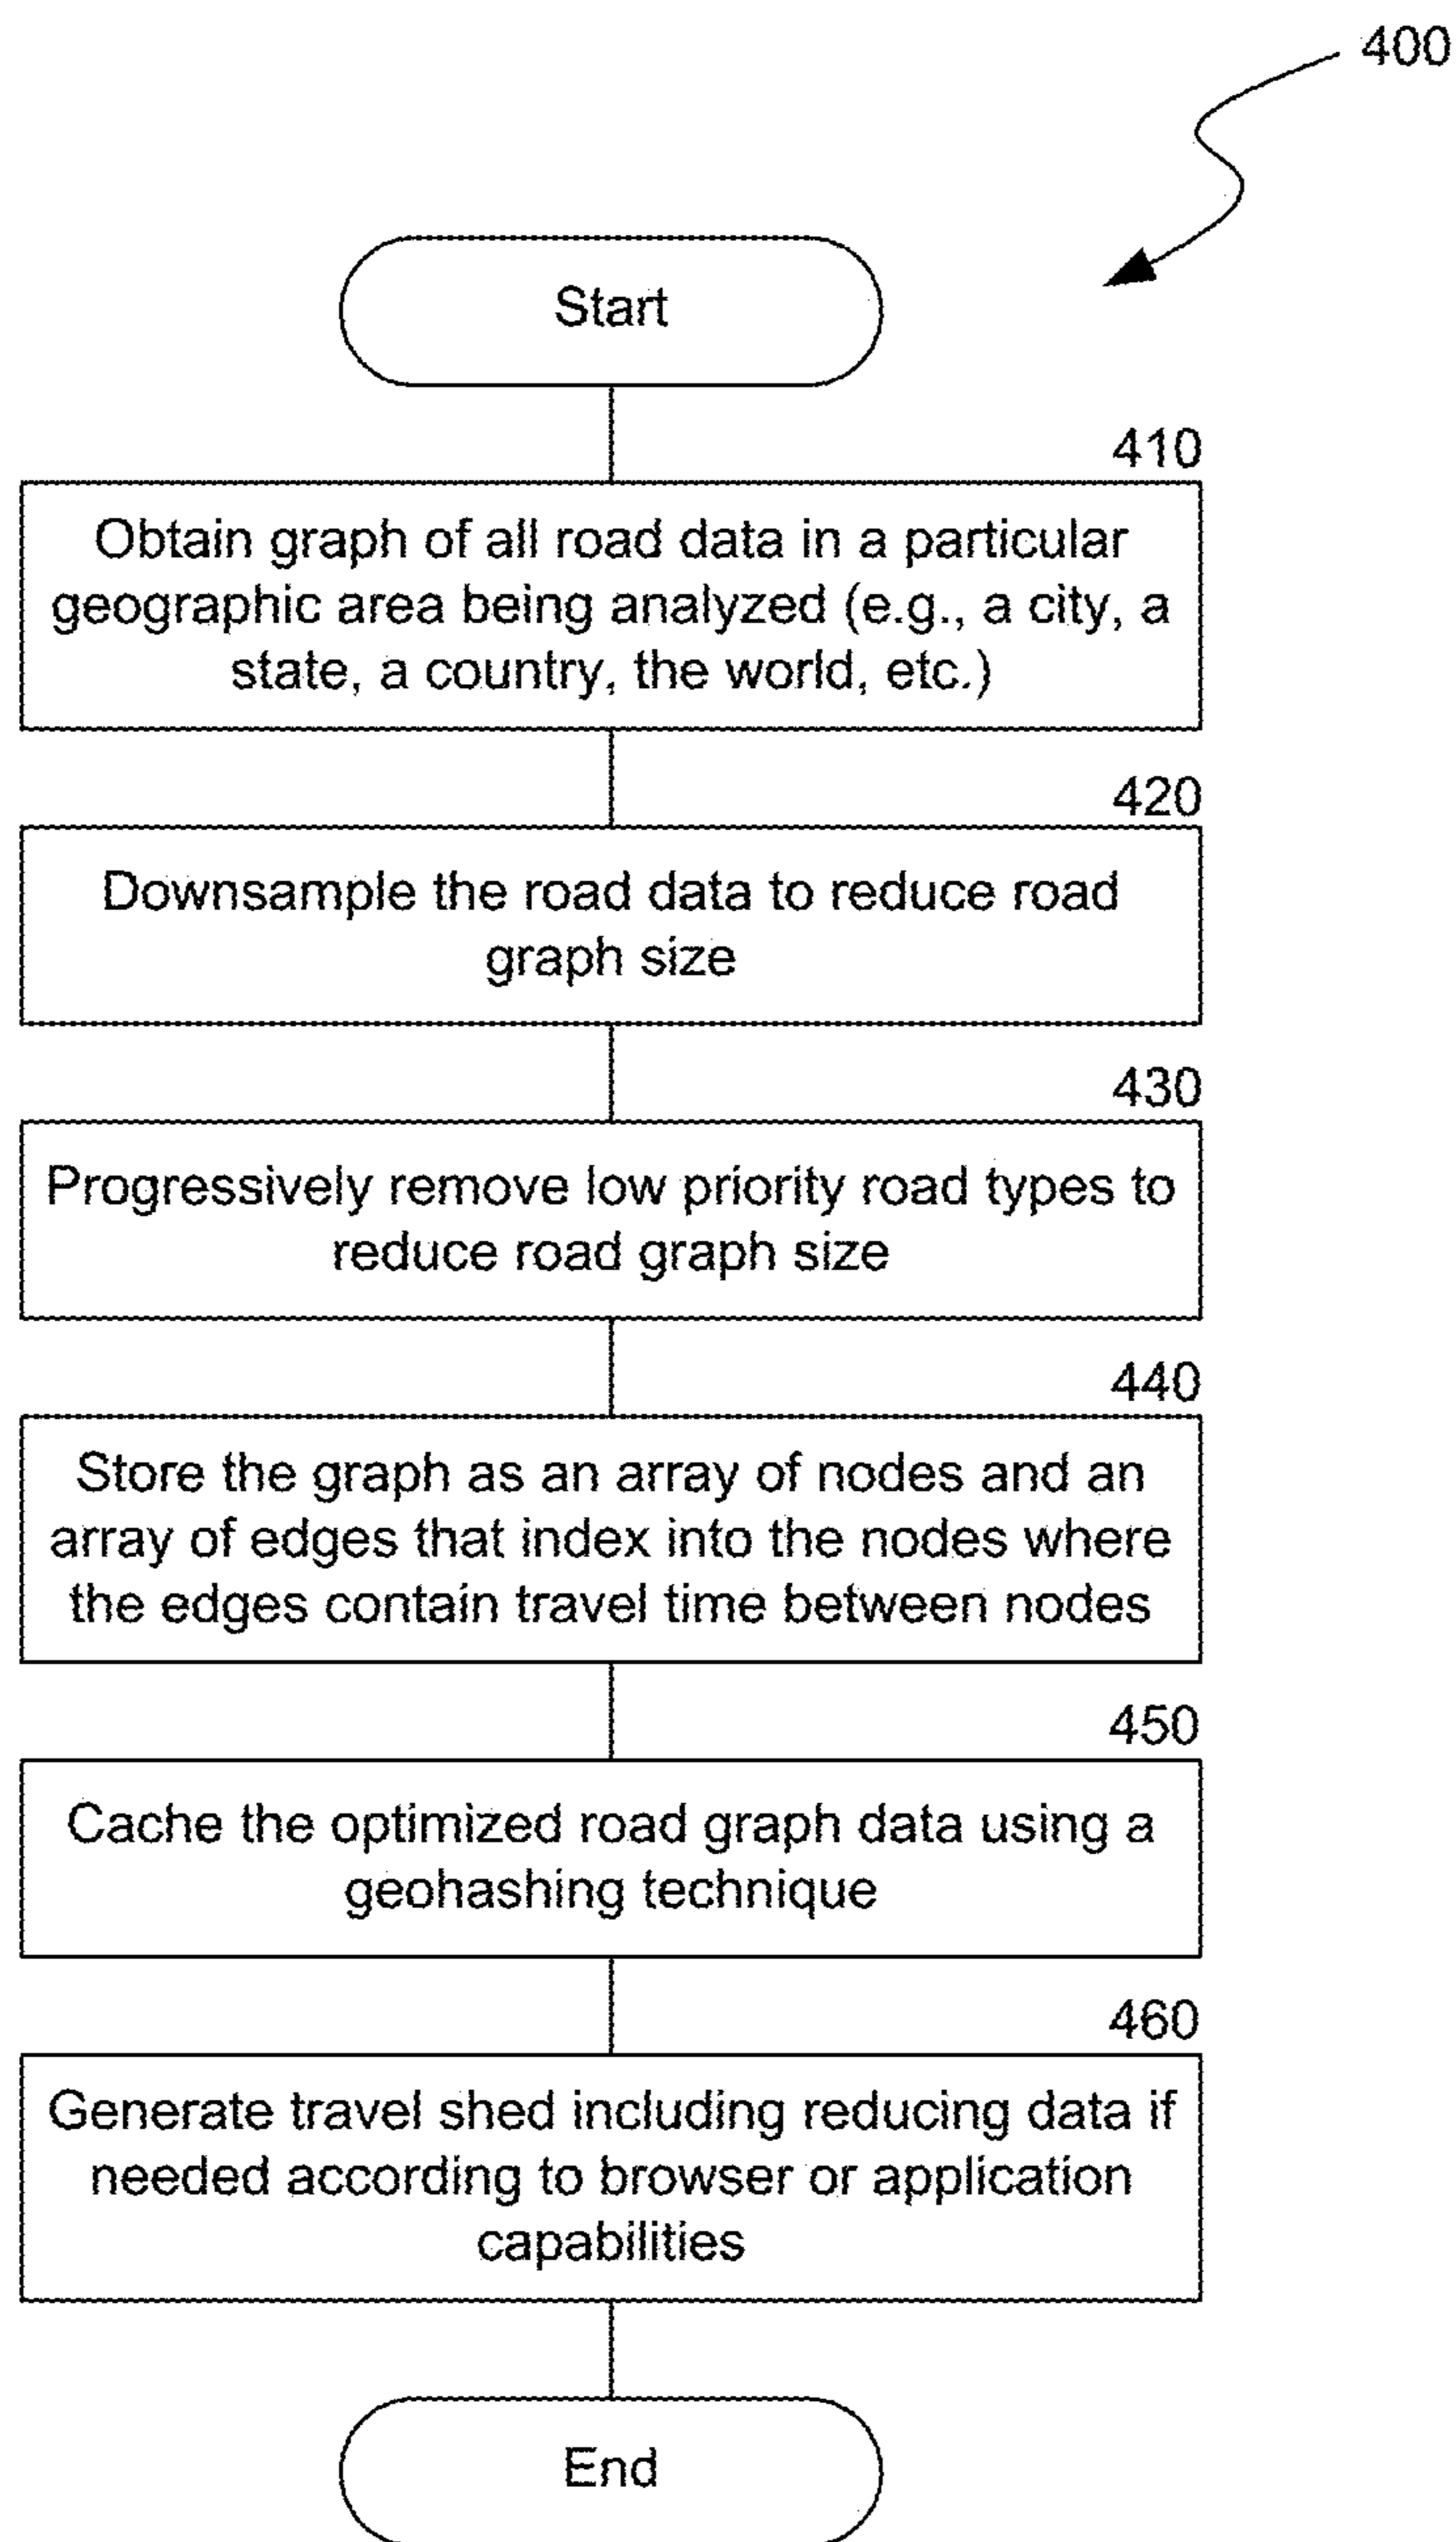 400
Start
410
Obtain graph of all road data in a particular
geographic area being analyzed (e.g., a city, a
state, a country, the world, etc.)
420
Downsample the road data to reduce road
graph size
430
Progressively remove low priority road types to
reduce road graph size
440
Store the graph as an array of nodes and an
array of edges that index into the nodes where
the edges contain travel time between nodes
450
Cache the optimized road graph data using a
geohashing technique
460
Generate travel shed including reducing data if
needed according to browser or application
capabilities
End